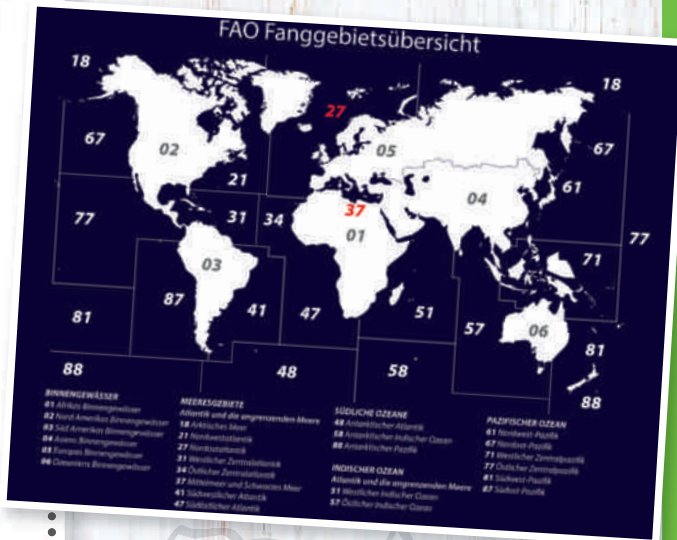 FAO Fanggebietsübersicht
18
18
27
67
02
05
67
21
04
61
77
31
34
37
01
77
71
03
87
41
47
51
57
06
81
81
88
48
58
88
BINNENGEWÄSSER
01 Afrikas Binnengewässer
02 Nord Amerikas Binnengewässer
03 Süd Amerikas Binnengewässer
04 Asiens Binnengewässer
05 Europas Binnengewässer
06 Ozeaniens Binnengewässer
MEERESGEBIETE
Atlantik und die angrenzenden Meere
18 Arktisches Meer
21 Nordwestatlantik
27 Nordostatlantik
31 Westlicher Zentralatlantik
34 Östlicher Zentralatlantik
37 Mittelmeer und Schwarzes Meer
41 Südwestlicher Atlantik
47 Südöstlicher Atlantik
SÜDLICHE OZEANE
48 Antarktischer Atlantik
58 Antarktischer Indischer Ozean
88 Antarktischer Pazifik
INDISCHER OZEAN
Atlantik und die angrenzenden Meere
51 Westlicher Indischer Ozean
57 Östlicher Indischer Ozean
PAZIFISCHER OZEAN
61 Nordwest-Pazifik
67 Nordost-Pazifik
71 Westlicher Zentralpazifik
77 Östlicher Zentralpazifik
81 Südwest-Pazifik
87 Südost-Pazifik